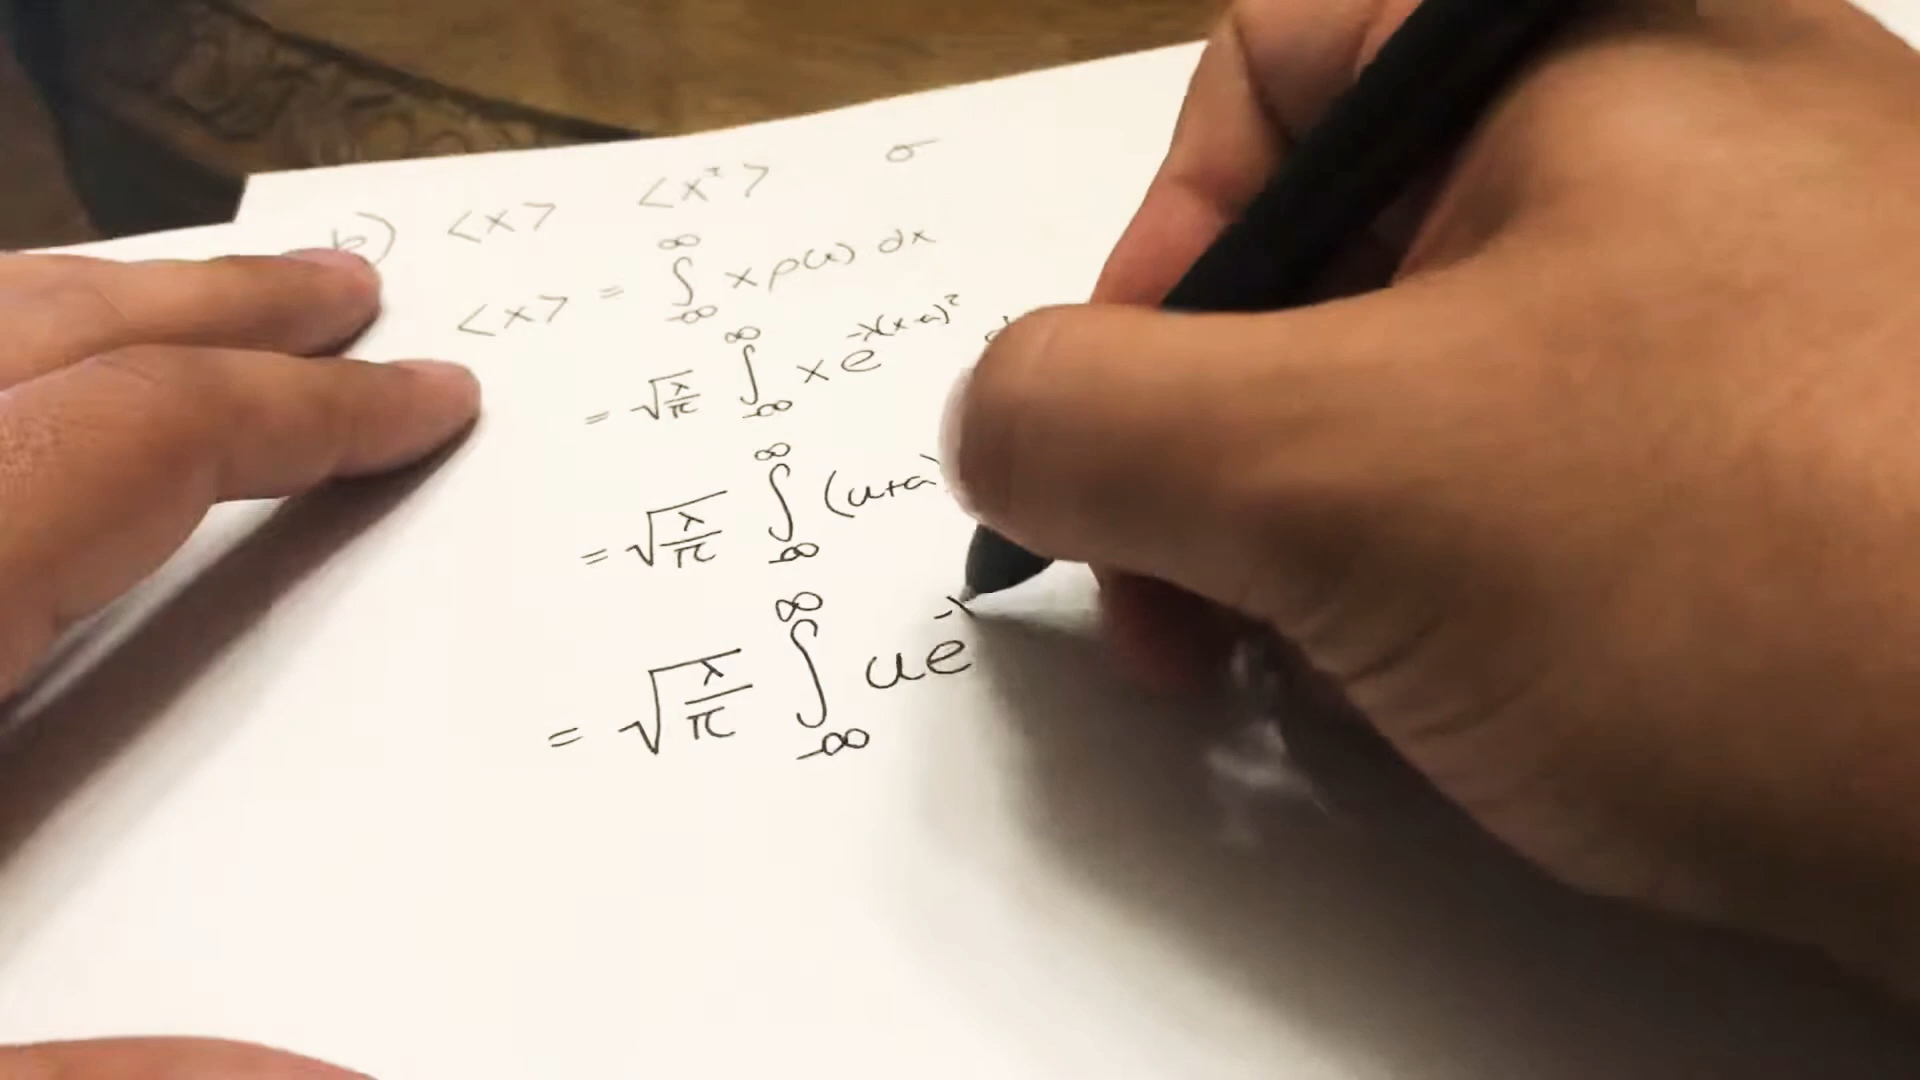 b) <x> <x²> σ
<x> = ∫_{-∞}^{∞} x ρ(x) dx
= √(λ/π) ∫_{-∞}^{∞} x e^{-λ(x-a)²} d
= √(λ/π) ∫_{-∞}^{∞} (u+a)
= √(λ/π) ∫_{-∞}^{∞} u e^{-λ